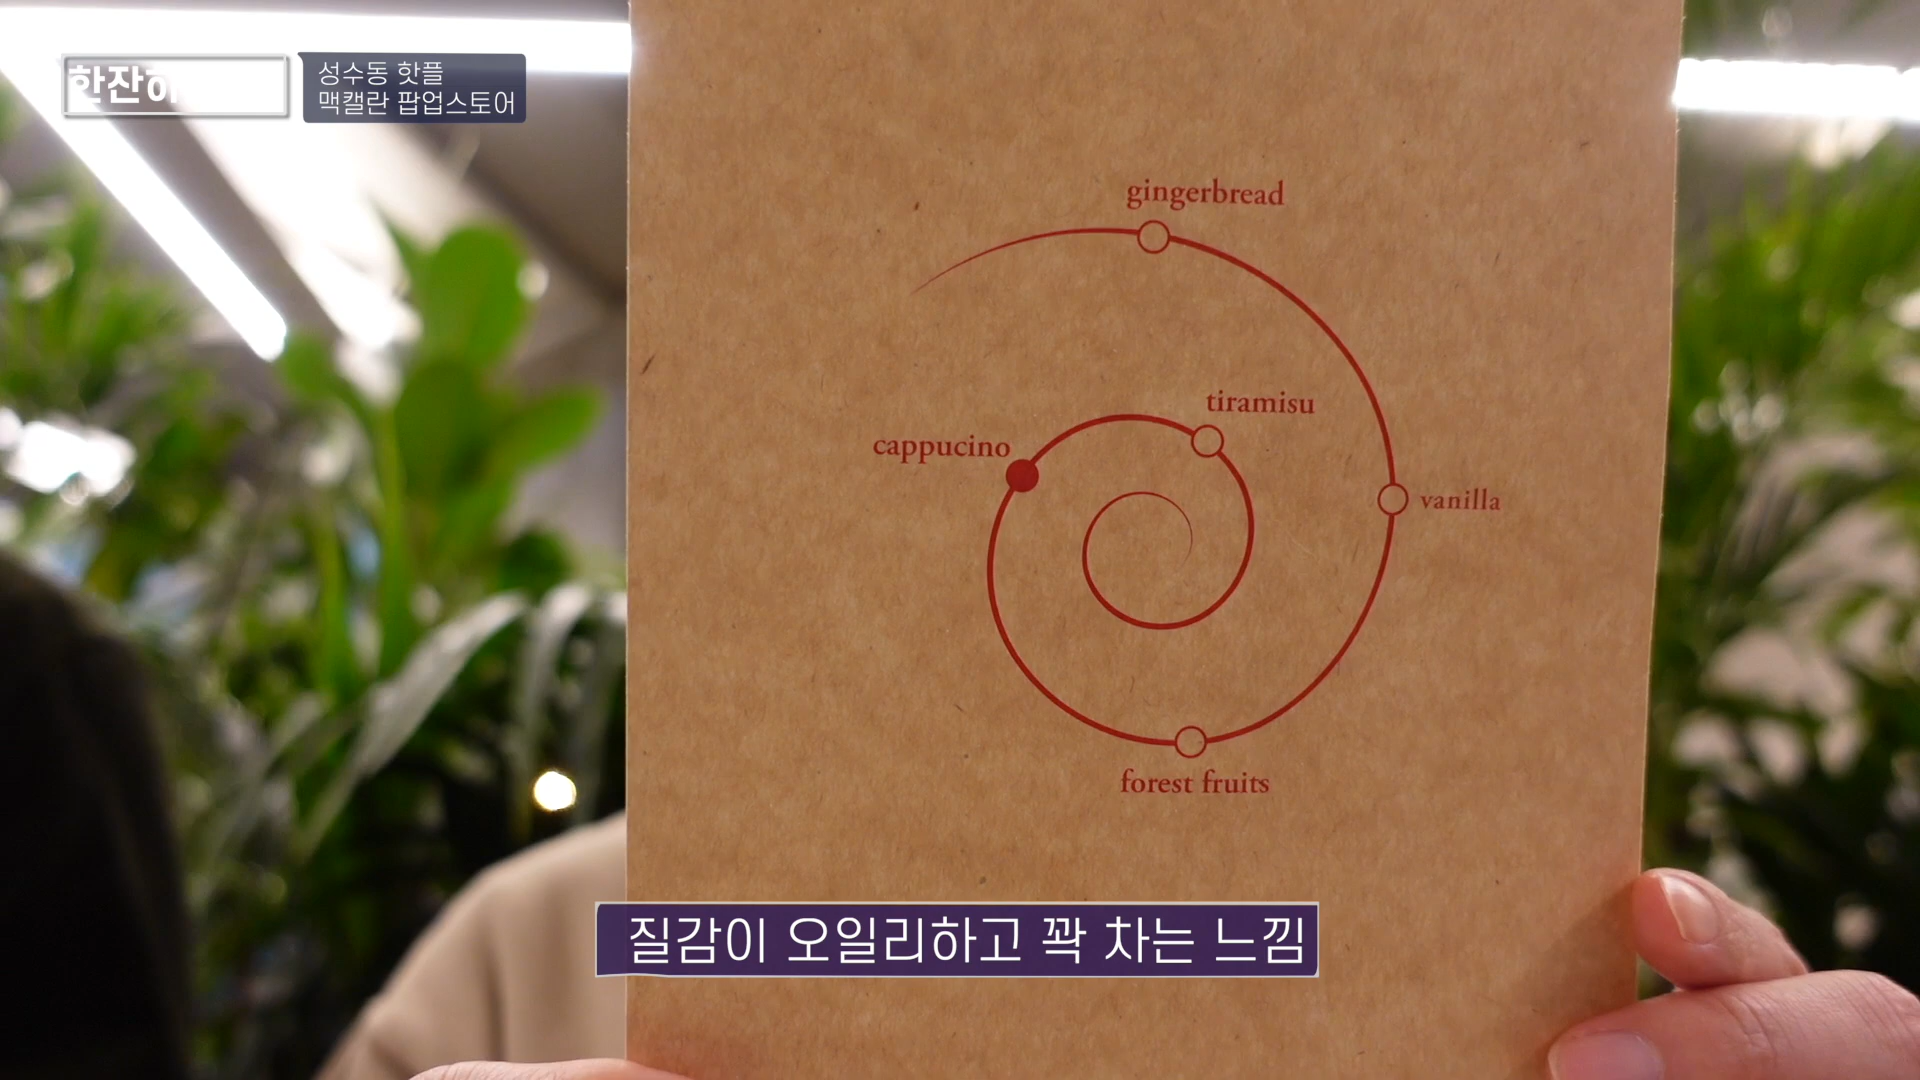 한잔하
성수동 핫플
맥캘란 팝업스토어
gingerbread
tiramisu
cappucino
vanilla
forest fruits
질감이 오일리하고 꽉 차는 느낌